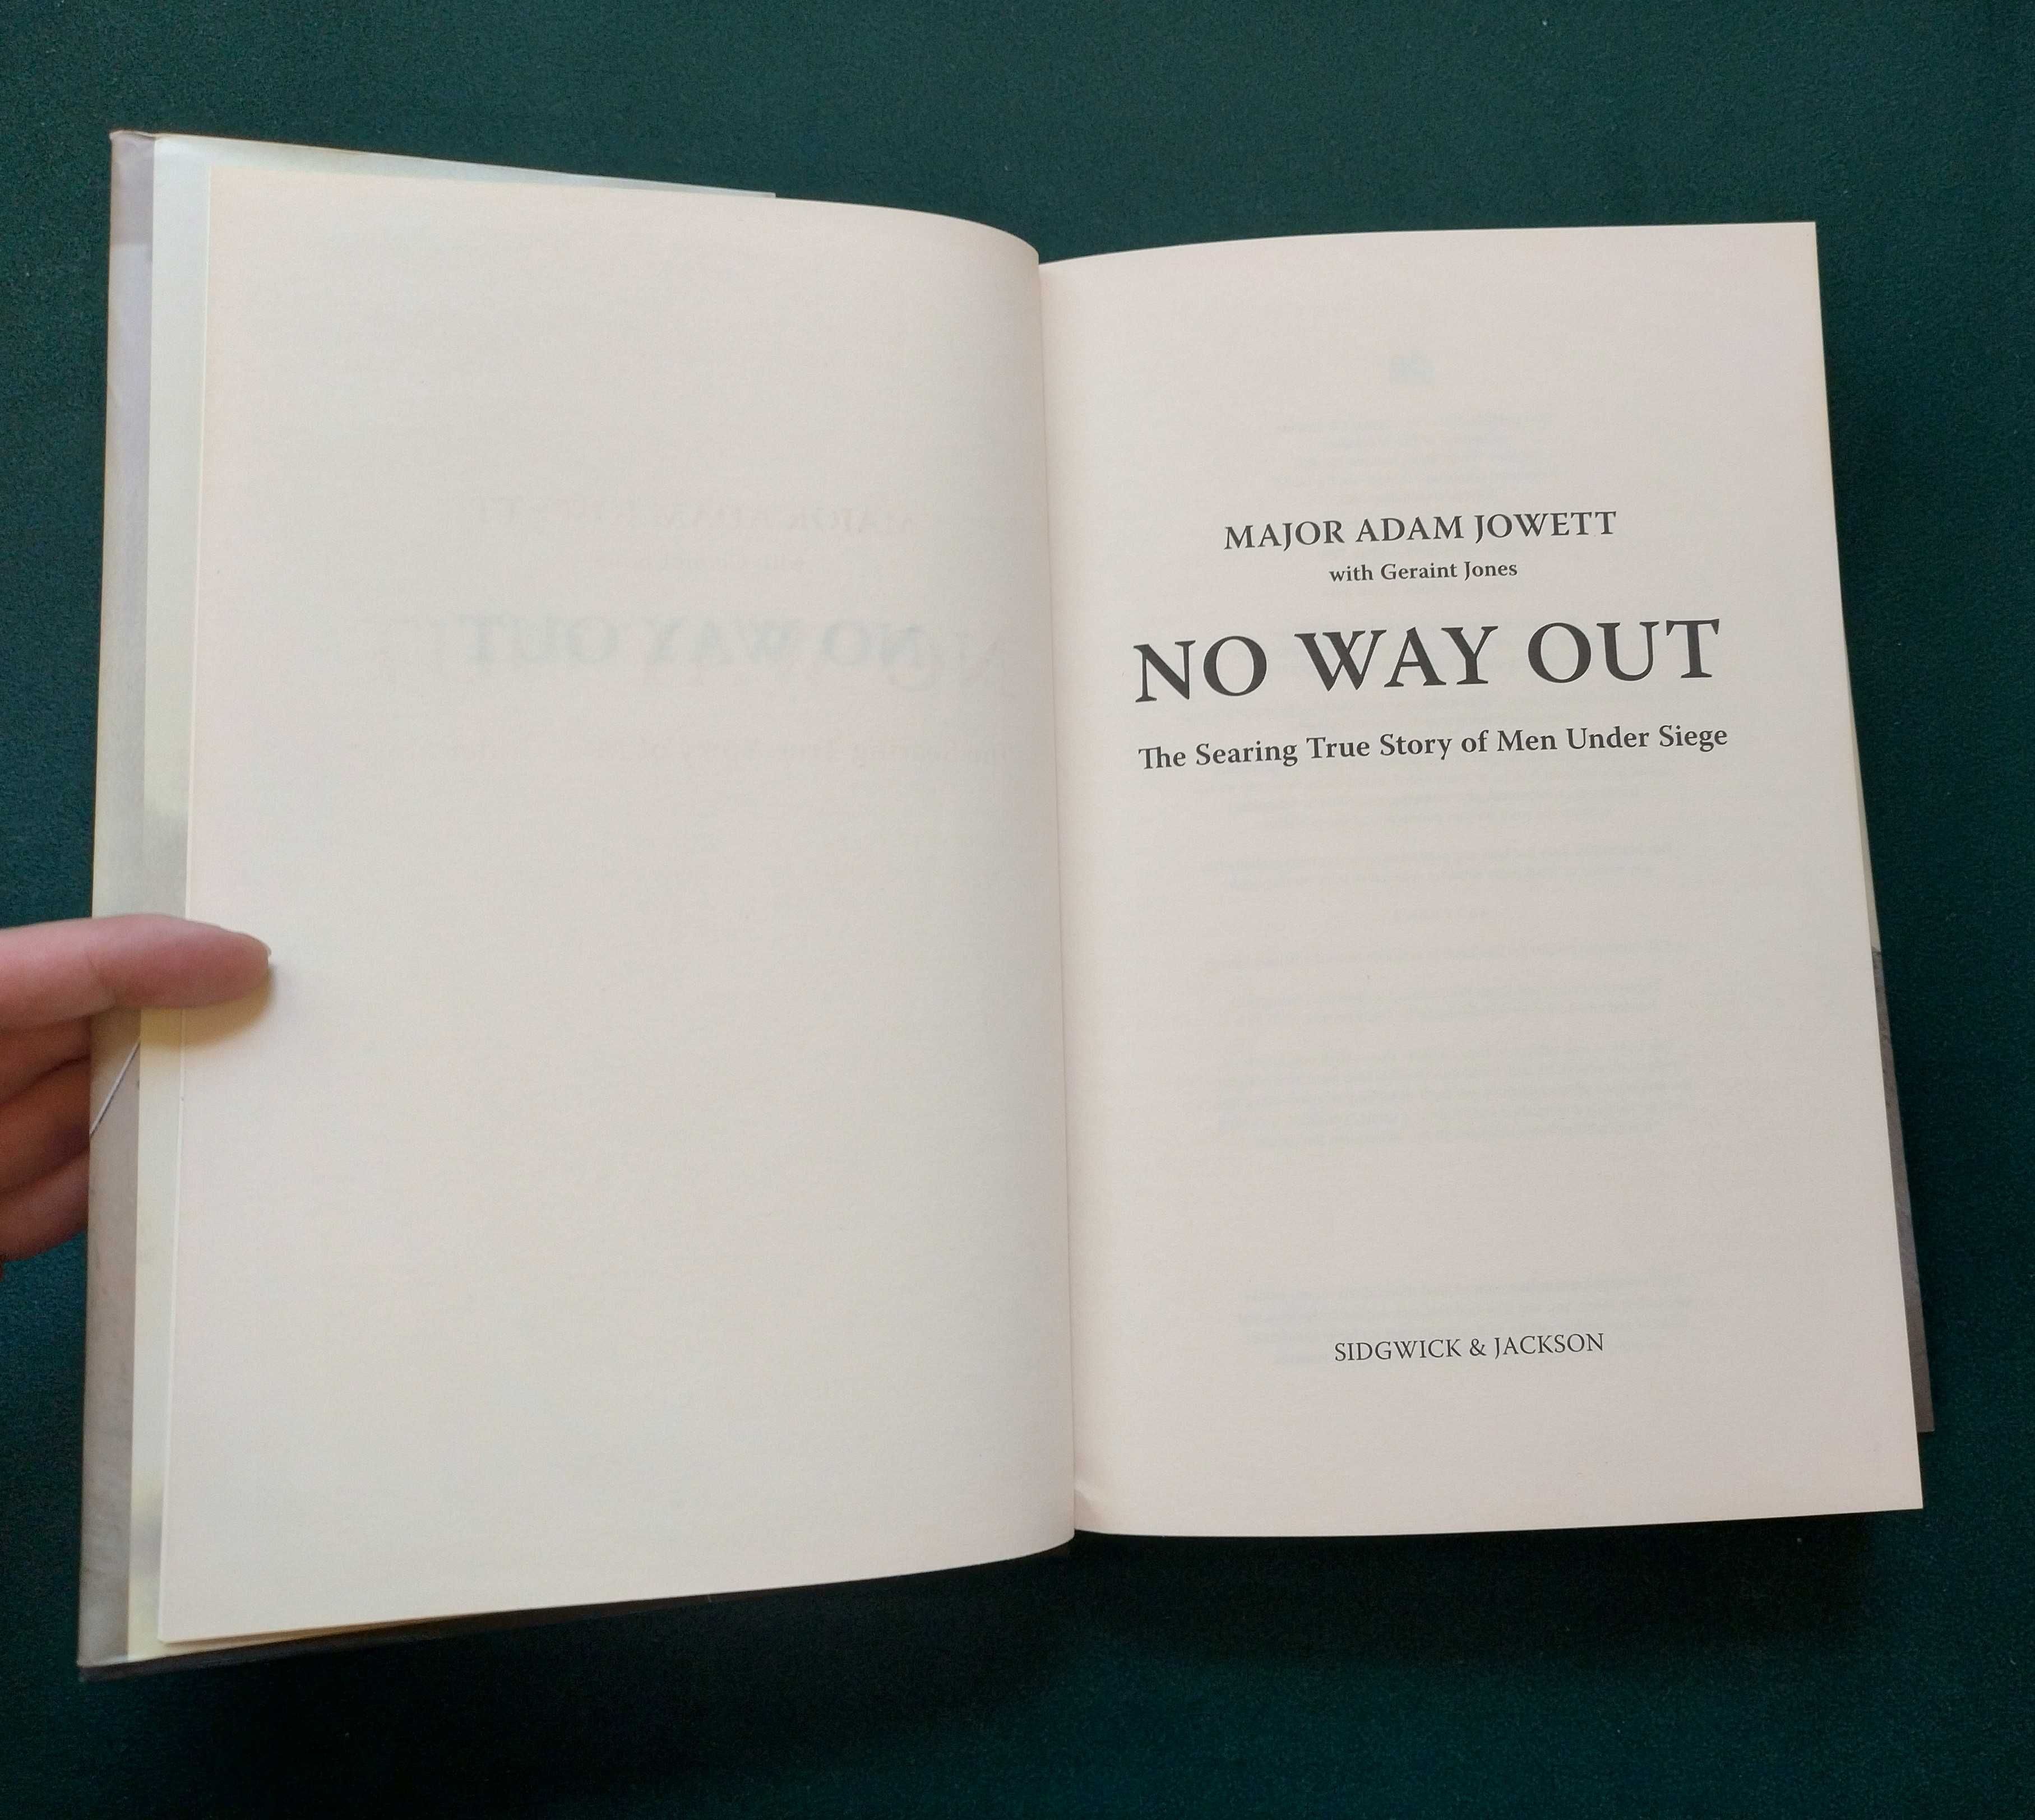 MAJOR ADAM JOWETT
with Geraint Jones
NO WAY OUT
The Searing True Story of Men Under Siege
SIDGWICK & JACKSON